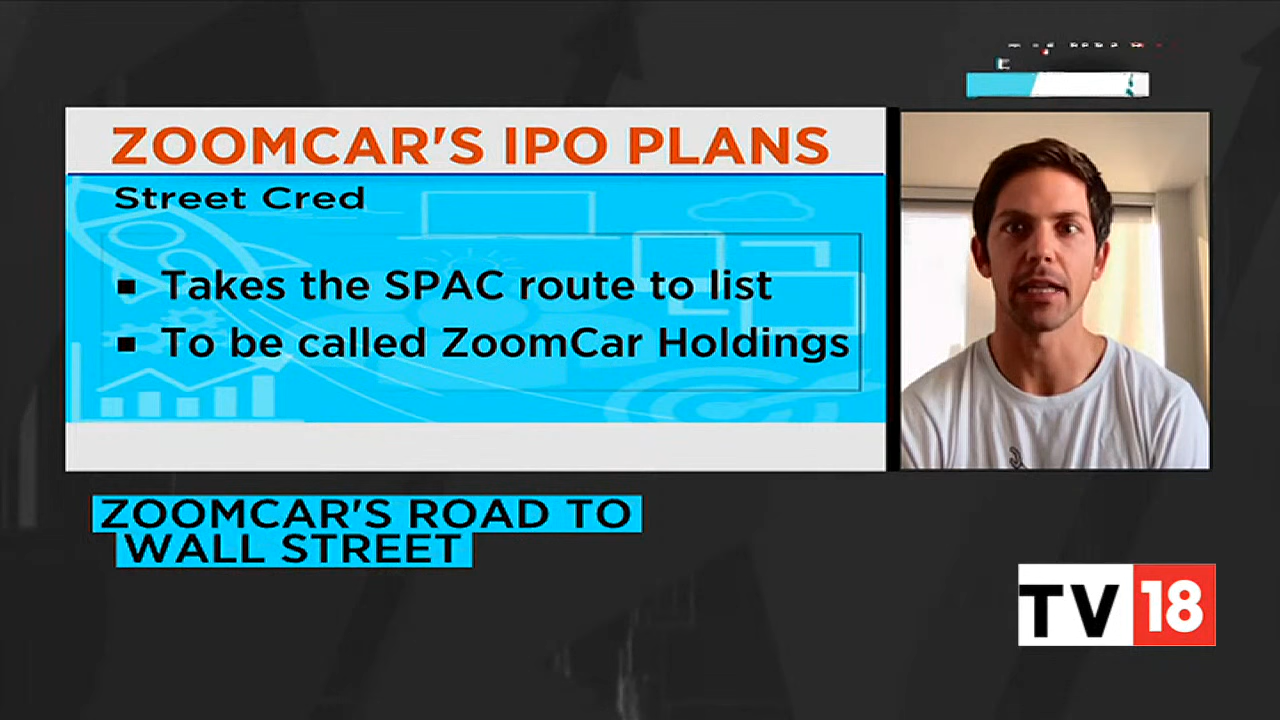 ZOOMCAR'S IPO PLANS
Street Cred
Takes the SPAC route to list
To be called ZoomCar Holdings
ZOOMCAR'S ROAD TO
WALL STREET
TV18